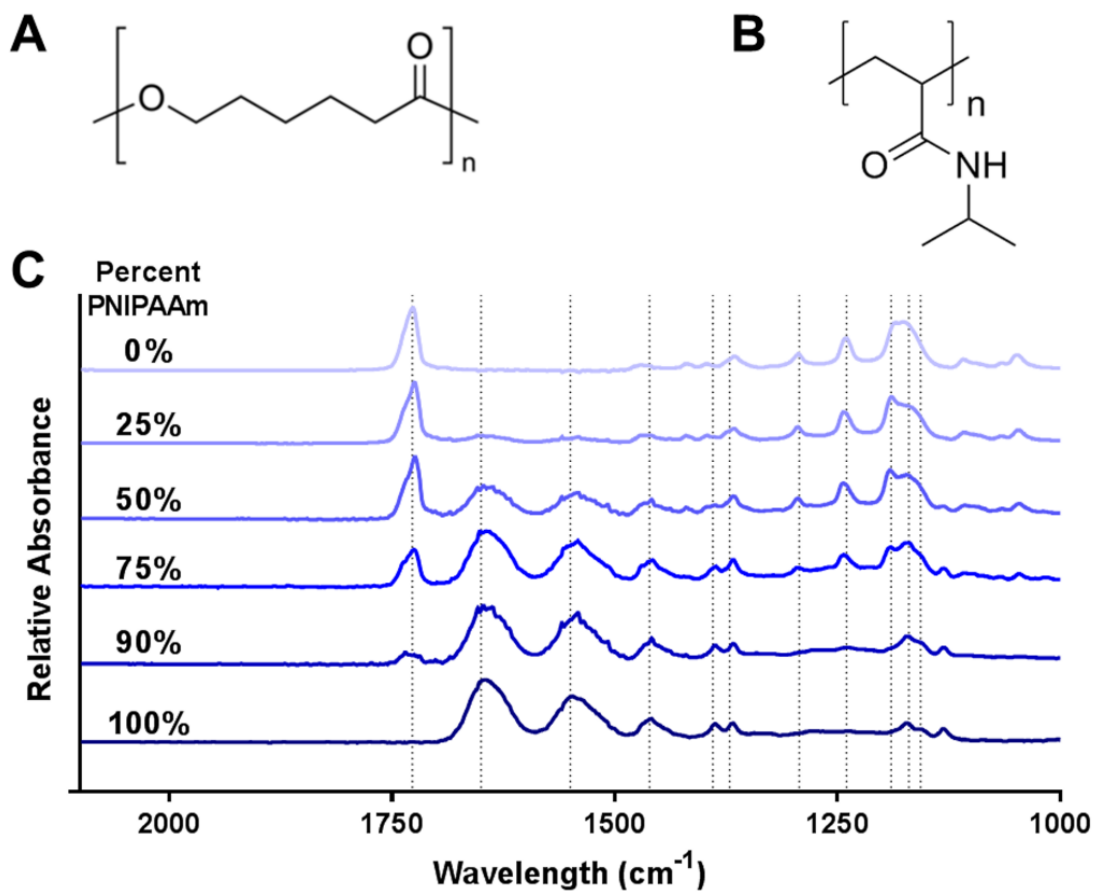 A
B
O
O
n
n
O
NH
C
Percent
PNIPAAm
0%
25%
50%
75%
90%
100%
Relative Absorbance
2000 1750 1500 1250 1000
Wavelength (cm-1)